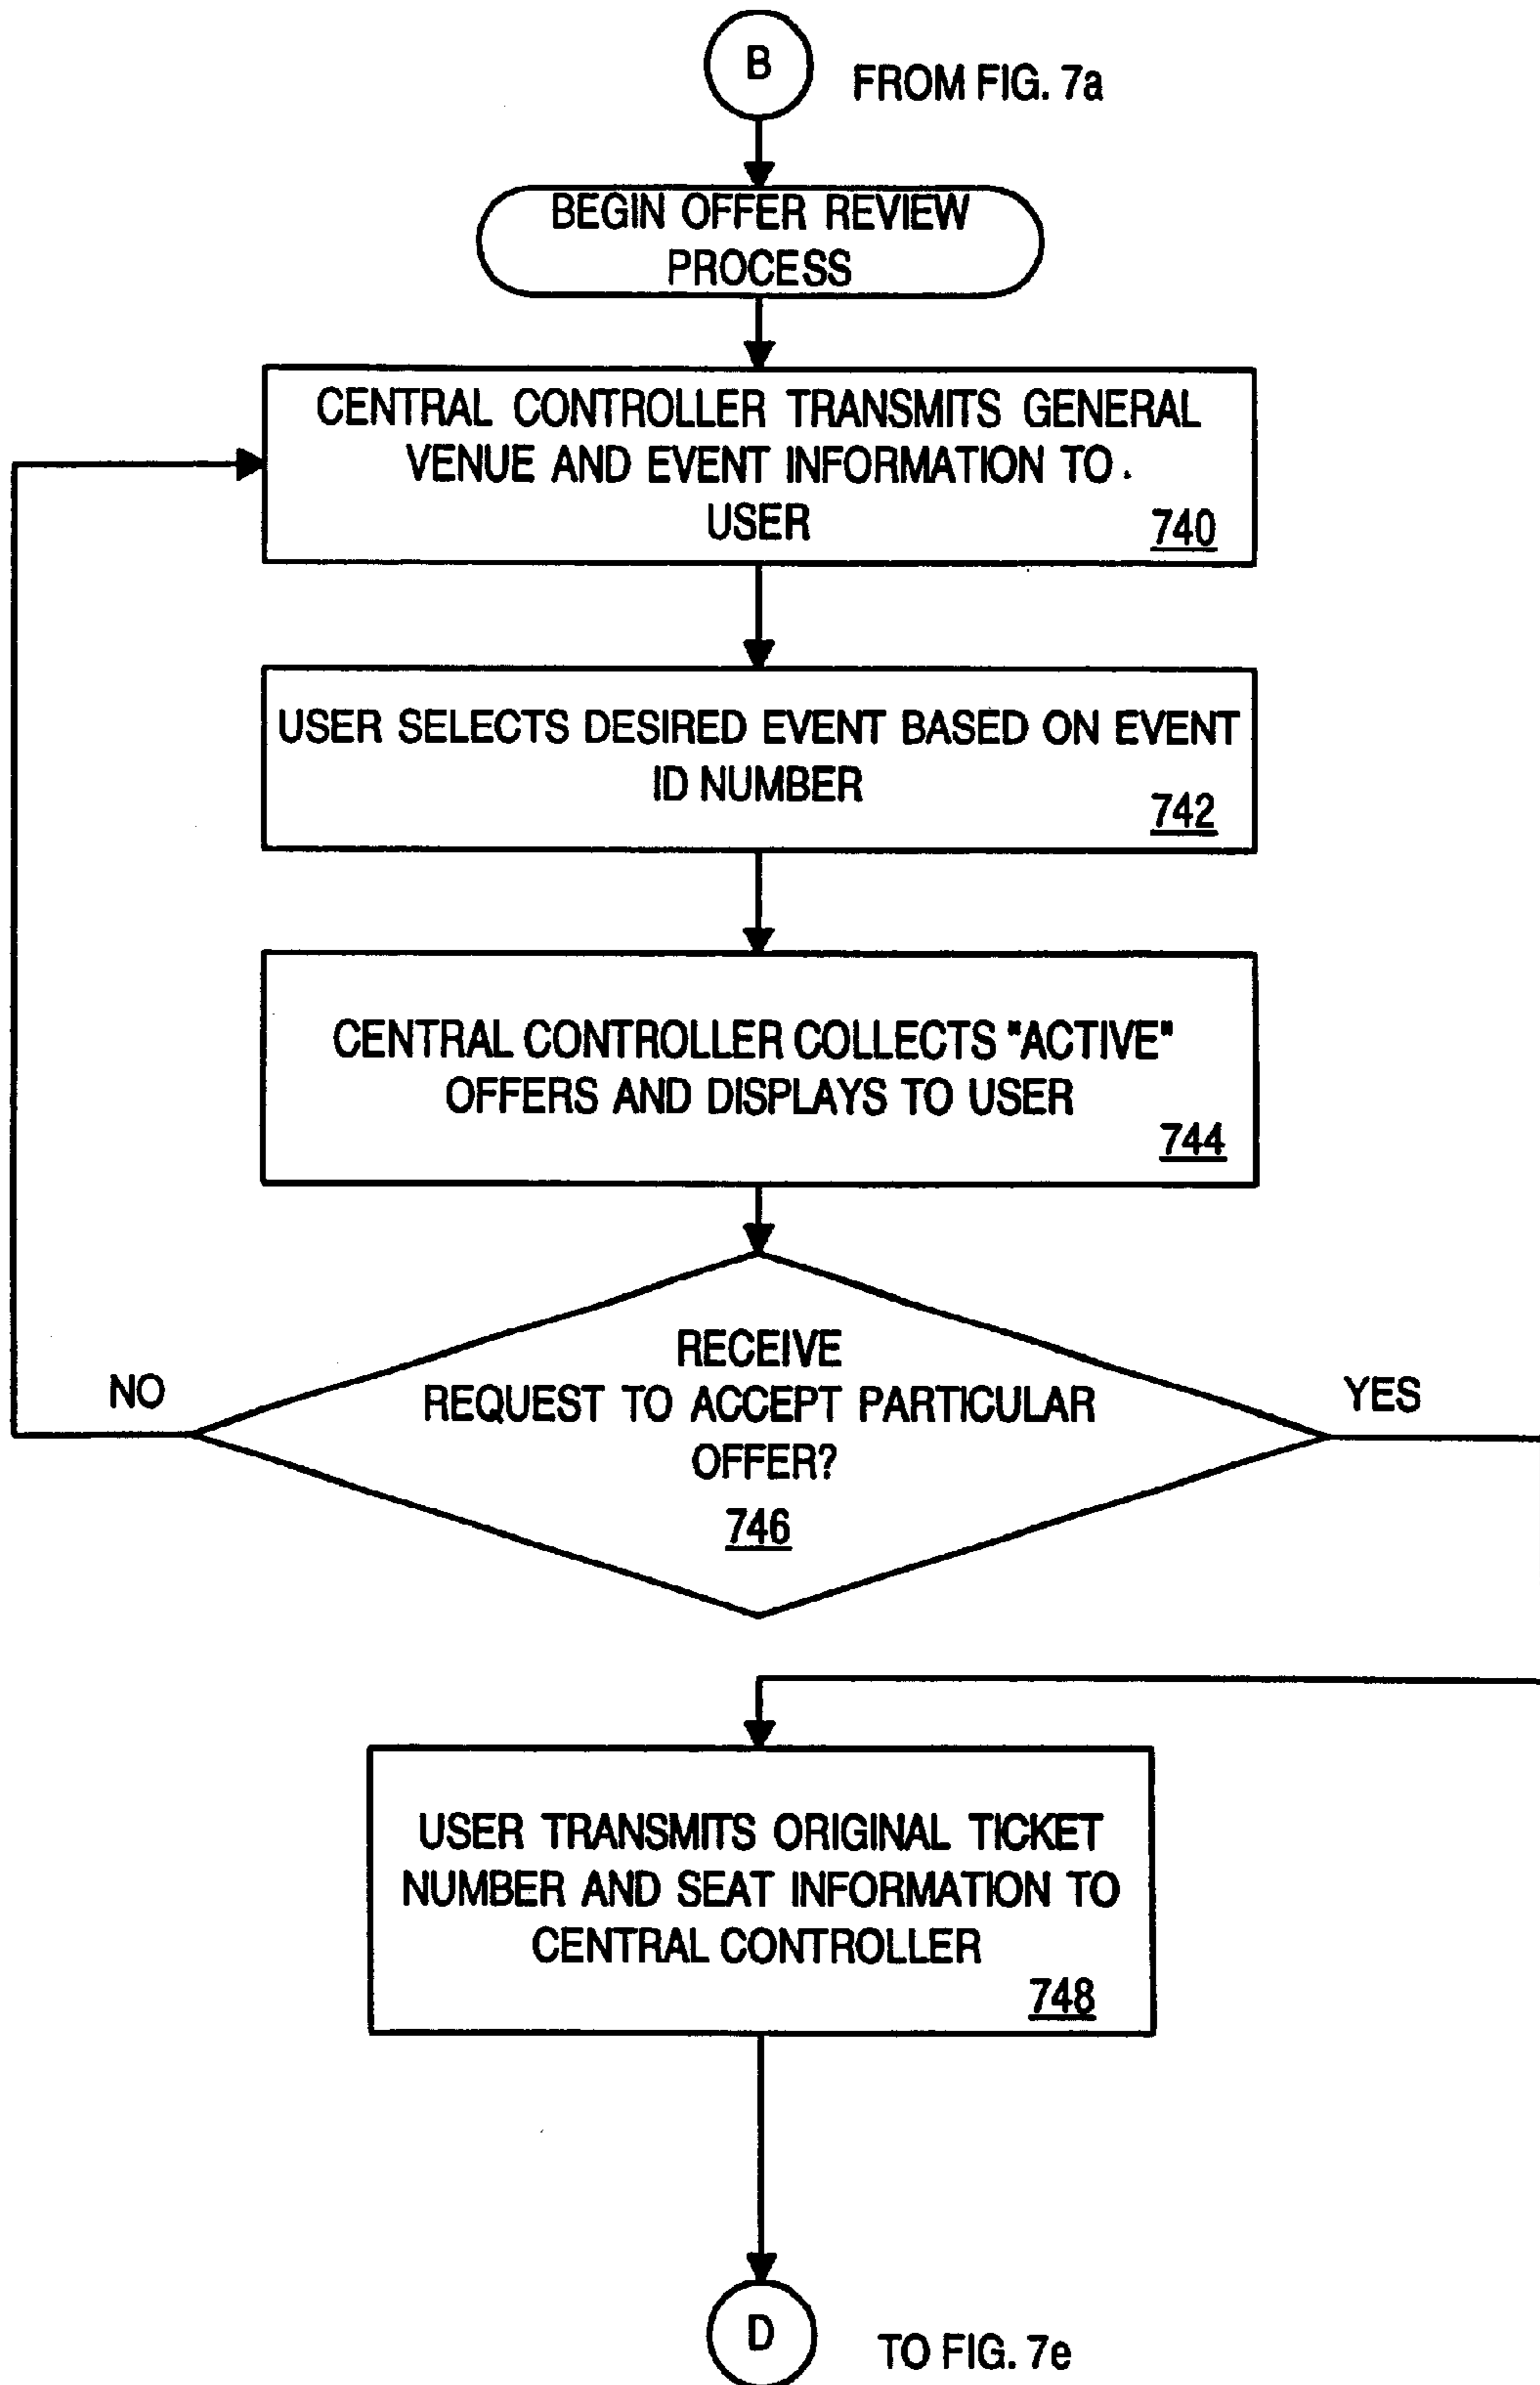 B
FROM FIG. 7a
BEGIN OFFER REVIEW
PROCESS
CENTRAL CONTROLLER TRANSMITS GENERAL
VENUE AND EVENT INFORMATION TO
USER
740
USER SELECTS DESIRED EVENT BASED ON EVENT
ID NUMBER
742
CENTRAL CONTROLLER COLLECTS "ACTIVE"
OFFERS AND DISPLAYS TO USER
744
RECEIVE
REQUEST TO ACCEPT PARTICULAR
OFFER?
746
NO
YES
USER TRANSMITS ORIGINAL TICKET
NUMBER AND SEAT INFORMATION TO
CENTRAL CONTROLLER
748
D
TO FIG. 7e